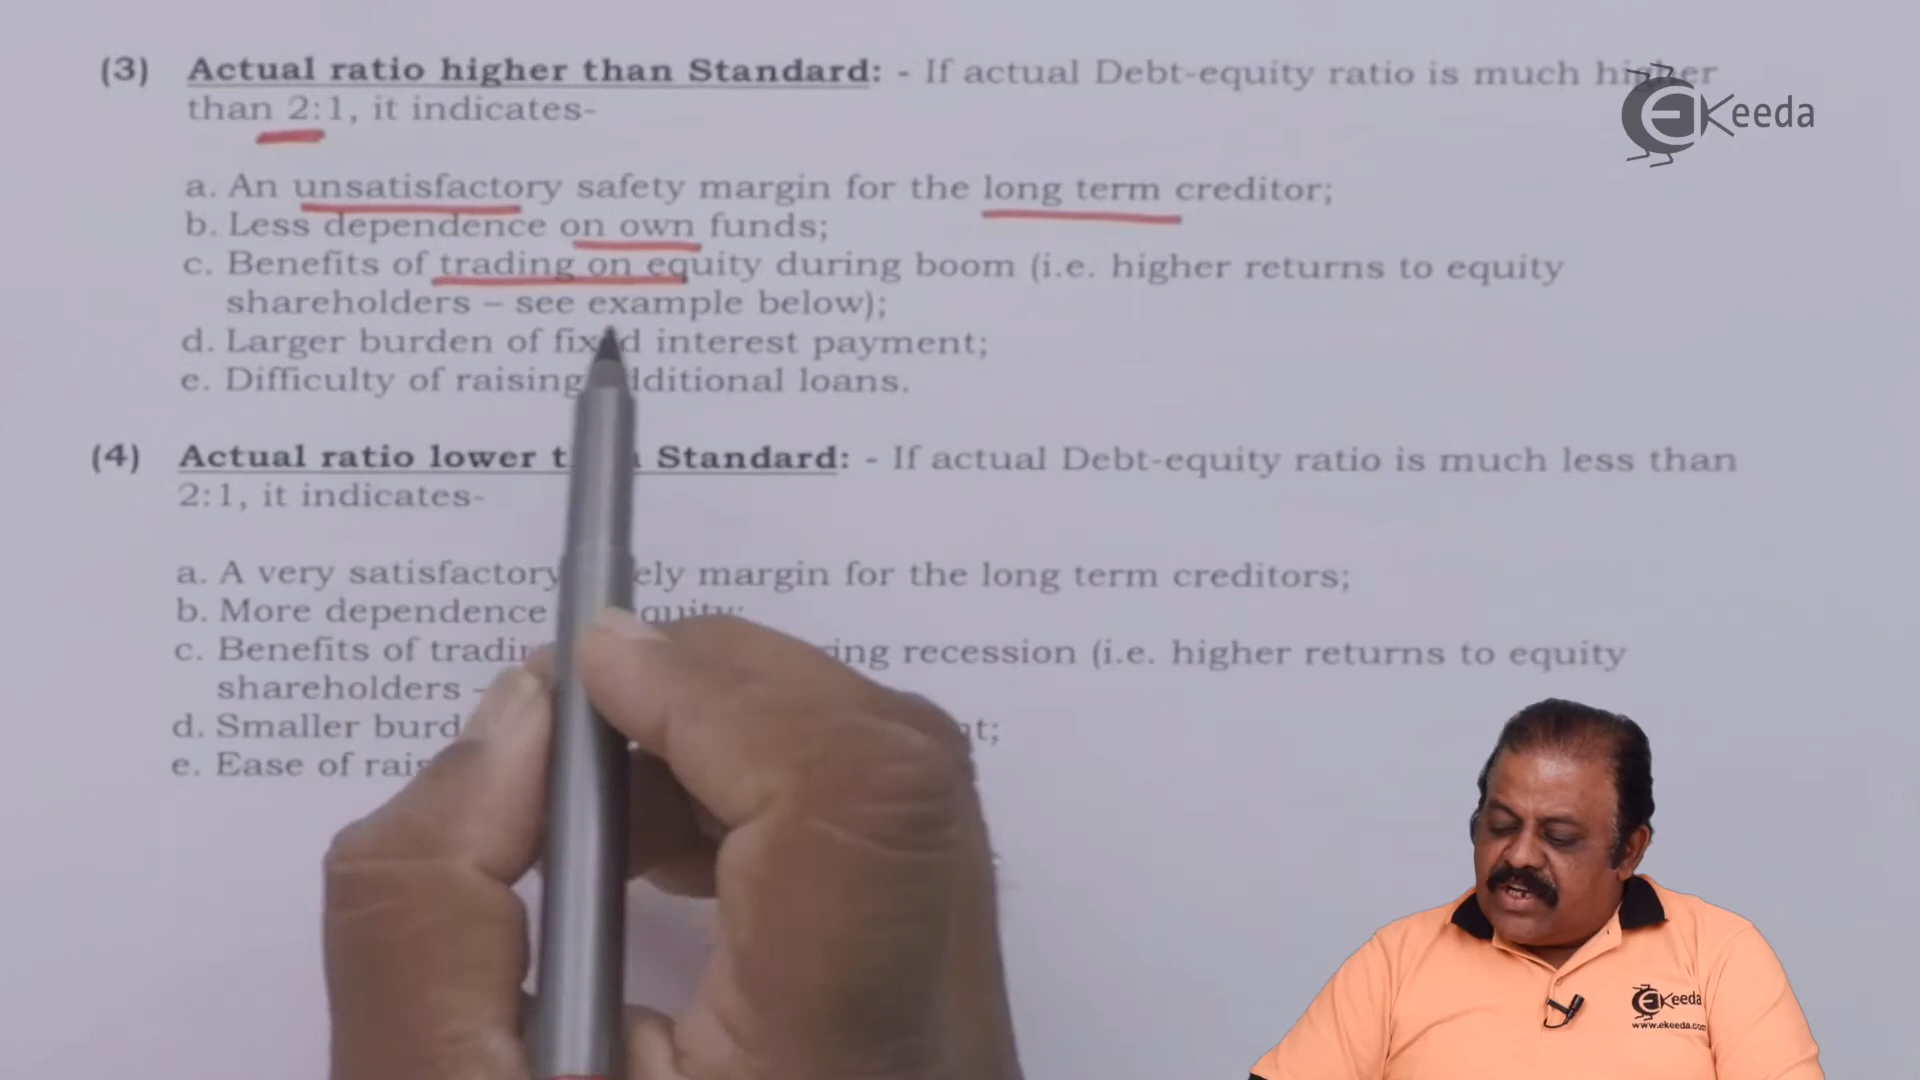 (3) Actual ratio higher than Standard: - If actual Debt-equity ratio is much higher
than 2:1, it indicates-
a. An unsatisfactory safety margin for the long term creditor;
b. Less dependence on own funds;
c. Benefits of trading on equity during boom (i.e. higher returns to equity
shareholders – see example below);
d. Larger burden of fixed interest payment;
e. Difficulty of raising additional loans.
(4) Actual ratio lower Standard: - If actual Debt-equity ratio is much less than
2:1, it indicates-
a. A very satisfactory margin for the long term creditors;
b. More dependence
c. Benefits of recession (i.e. higher returns to equity
shareholders -
d. Smaller
e. Ease of
EKeeda
EKeeda
www.ekeeda.com